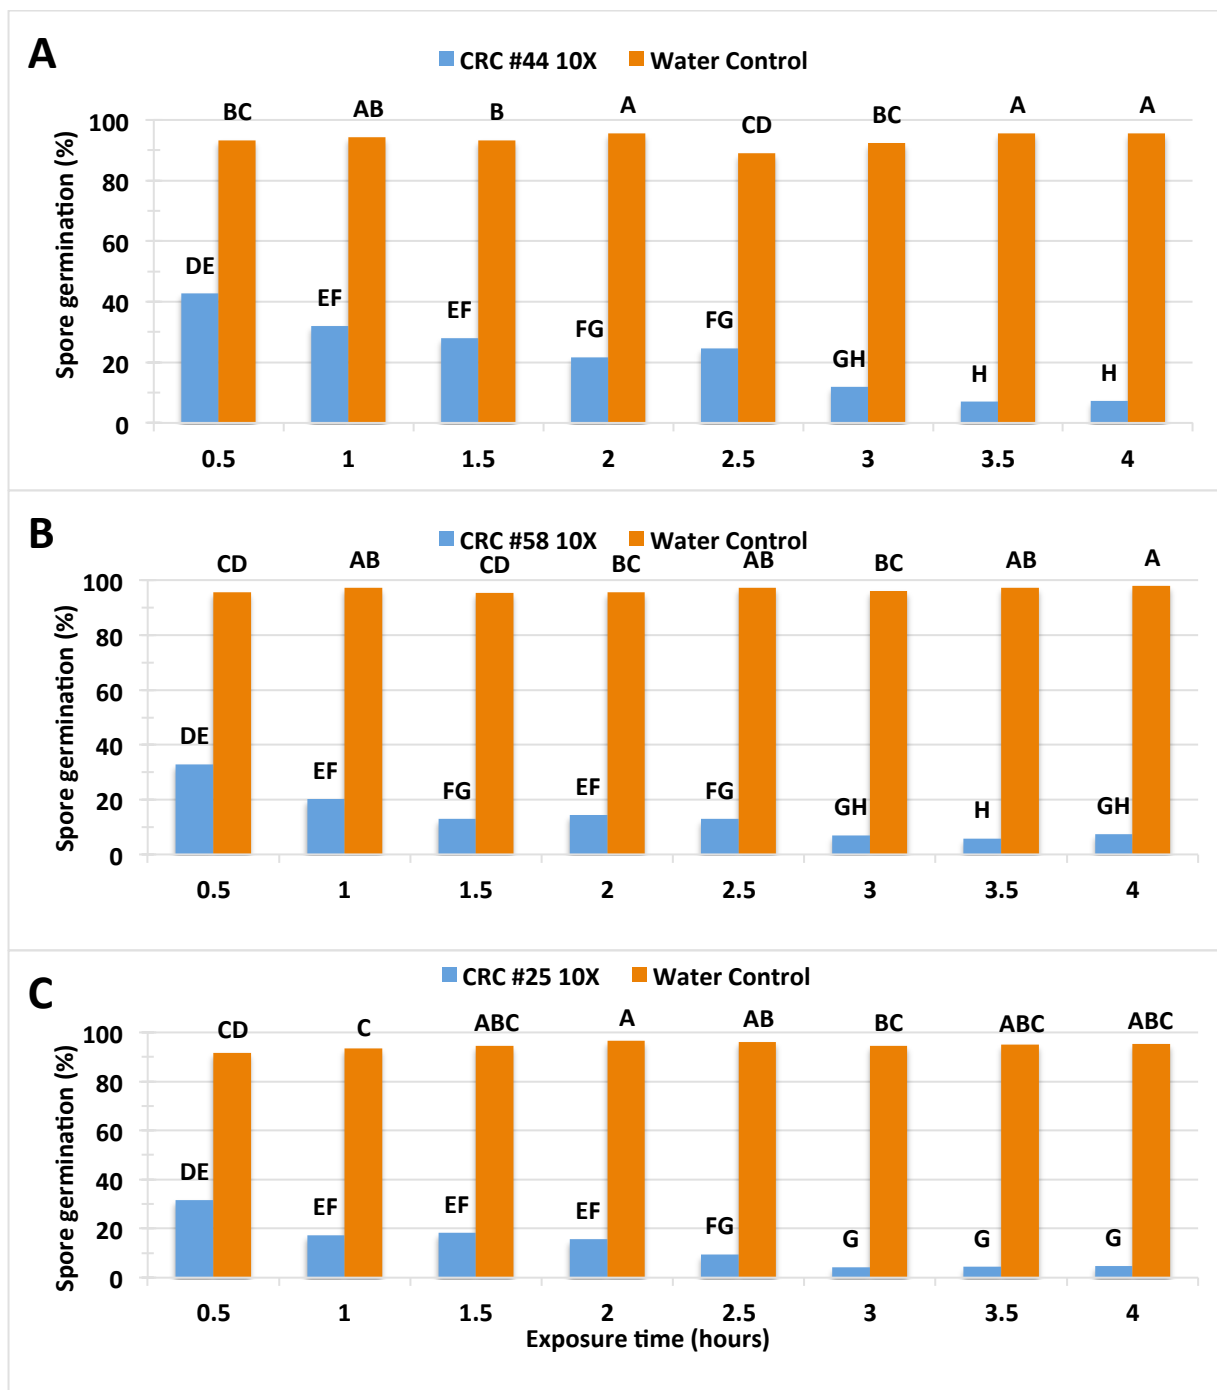 A
CRC #44 10X Water Control
BC AB B A CD BC A A
100
80
60
40
20
0
Spore germination (%)
DE EF EF FG FG GH H H
0.5 1 1.5 2 2.5 3 3.5 4
B
CRC #58 10X Water Control
CD AB CD BC AB BC AB A
100
80
60
40
20
0
Spore germination (%)
DE EF FG EF FG GH H GH
0.5 1 1.5 2 2.5 3 3.5 4
C
CRC #25 10X Water Control
CD C ABC A AB BC ABC ABC
100
80
60
40
20
0
Spore germination (%)
DE EF EF EF FG G G G
0.5 1 1.5 2 2.5 3 3.5 4
Exposure time (hours)